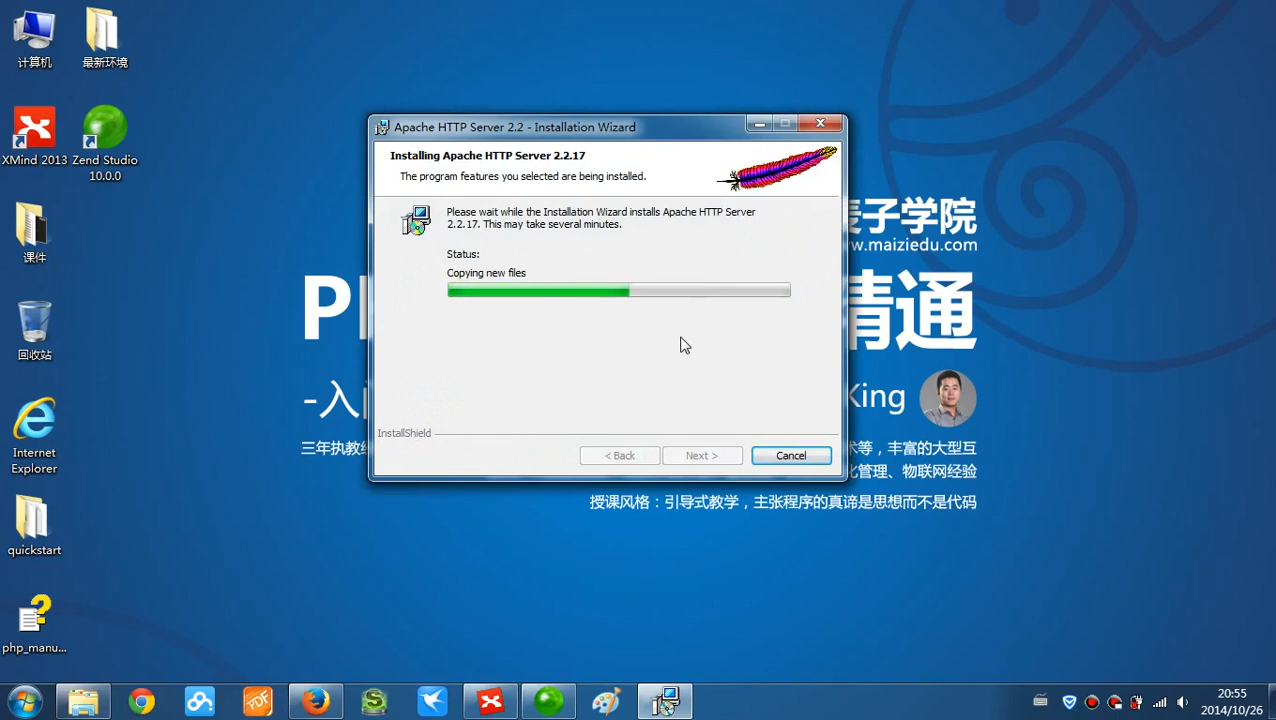 计算机
最新环境
XMind 2013
Zend Studio
10.0.0
课件
回收站
Internet
Explorer
quickstart
php_manu...
Apache HTTP Server 2.2 - Installation Wizard
Installing Apache HTTP Server 2.2.17
The program features you selected are being installed.
Please wait while the Installation Wizard installs Apache HTTP Server
2.2.17. This may take several minutes.
Status:
Copying new files
InstallShield
< Back
Next >
Cancel
子学院
w.maiziedu.com
P
精通
-入
King
三年执教
术等，丰富的大型互
化管理、物联网经验
授课风格：引导式教学，主张程序的真谛是思想而不是代码
PDF
20:55
2014/10/26